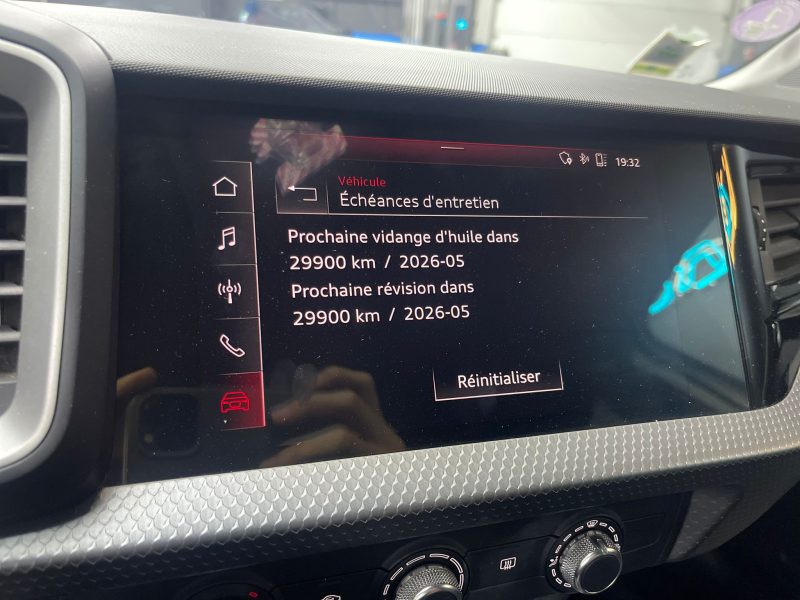 19:32
Véhicule
Échéances d'entretien
Prochaine vidange d'huile dans
29900 km / 2026-05
Prochaine révision dans
29900 km / 2026-05
Réinitialiser